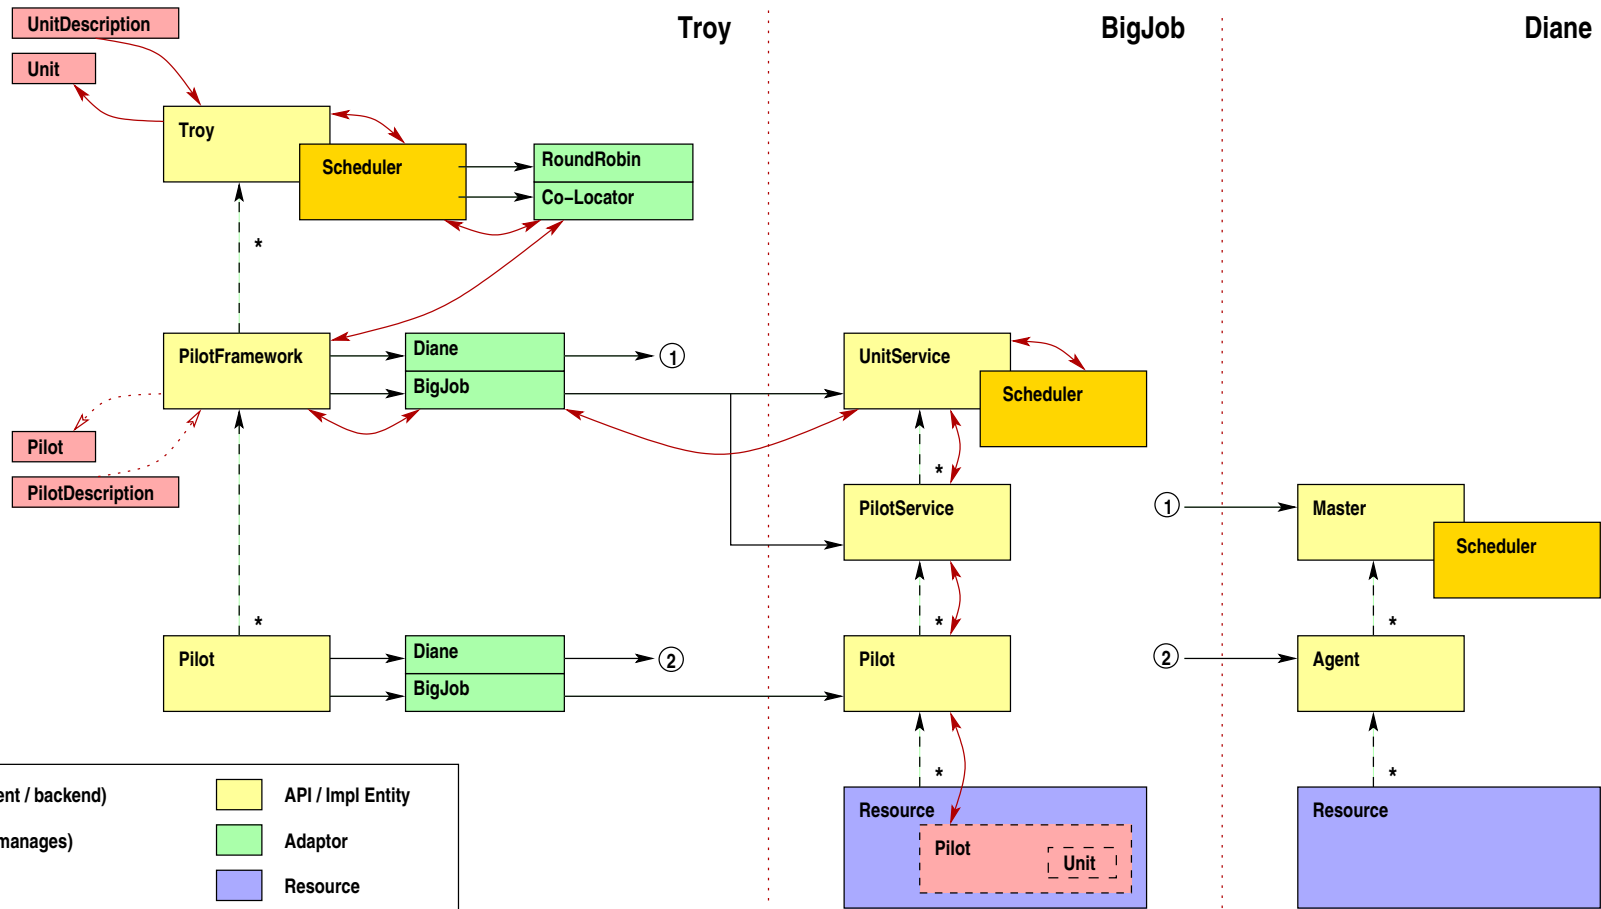 Troy
BigJob
Diane
UnitDescription
Unit
Troy
Scheduler
RoundRobin
Co–Locator
*
PilotFramework
Diane
BigJob
1
UnitService
Scheduler
Pilot
PilotDescription
*
PilotService
1
Master
Scheduler
*
*
*
Pilot
Diane
BigJob
2
Pilot
2
Agent
*
*
Resource
Pilot
Unit
Resource
ent / backend)
API / Impl Entity
manages)
Adaptor
Resource